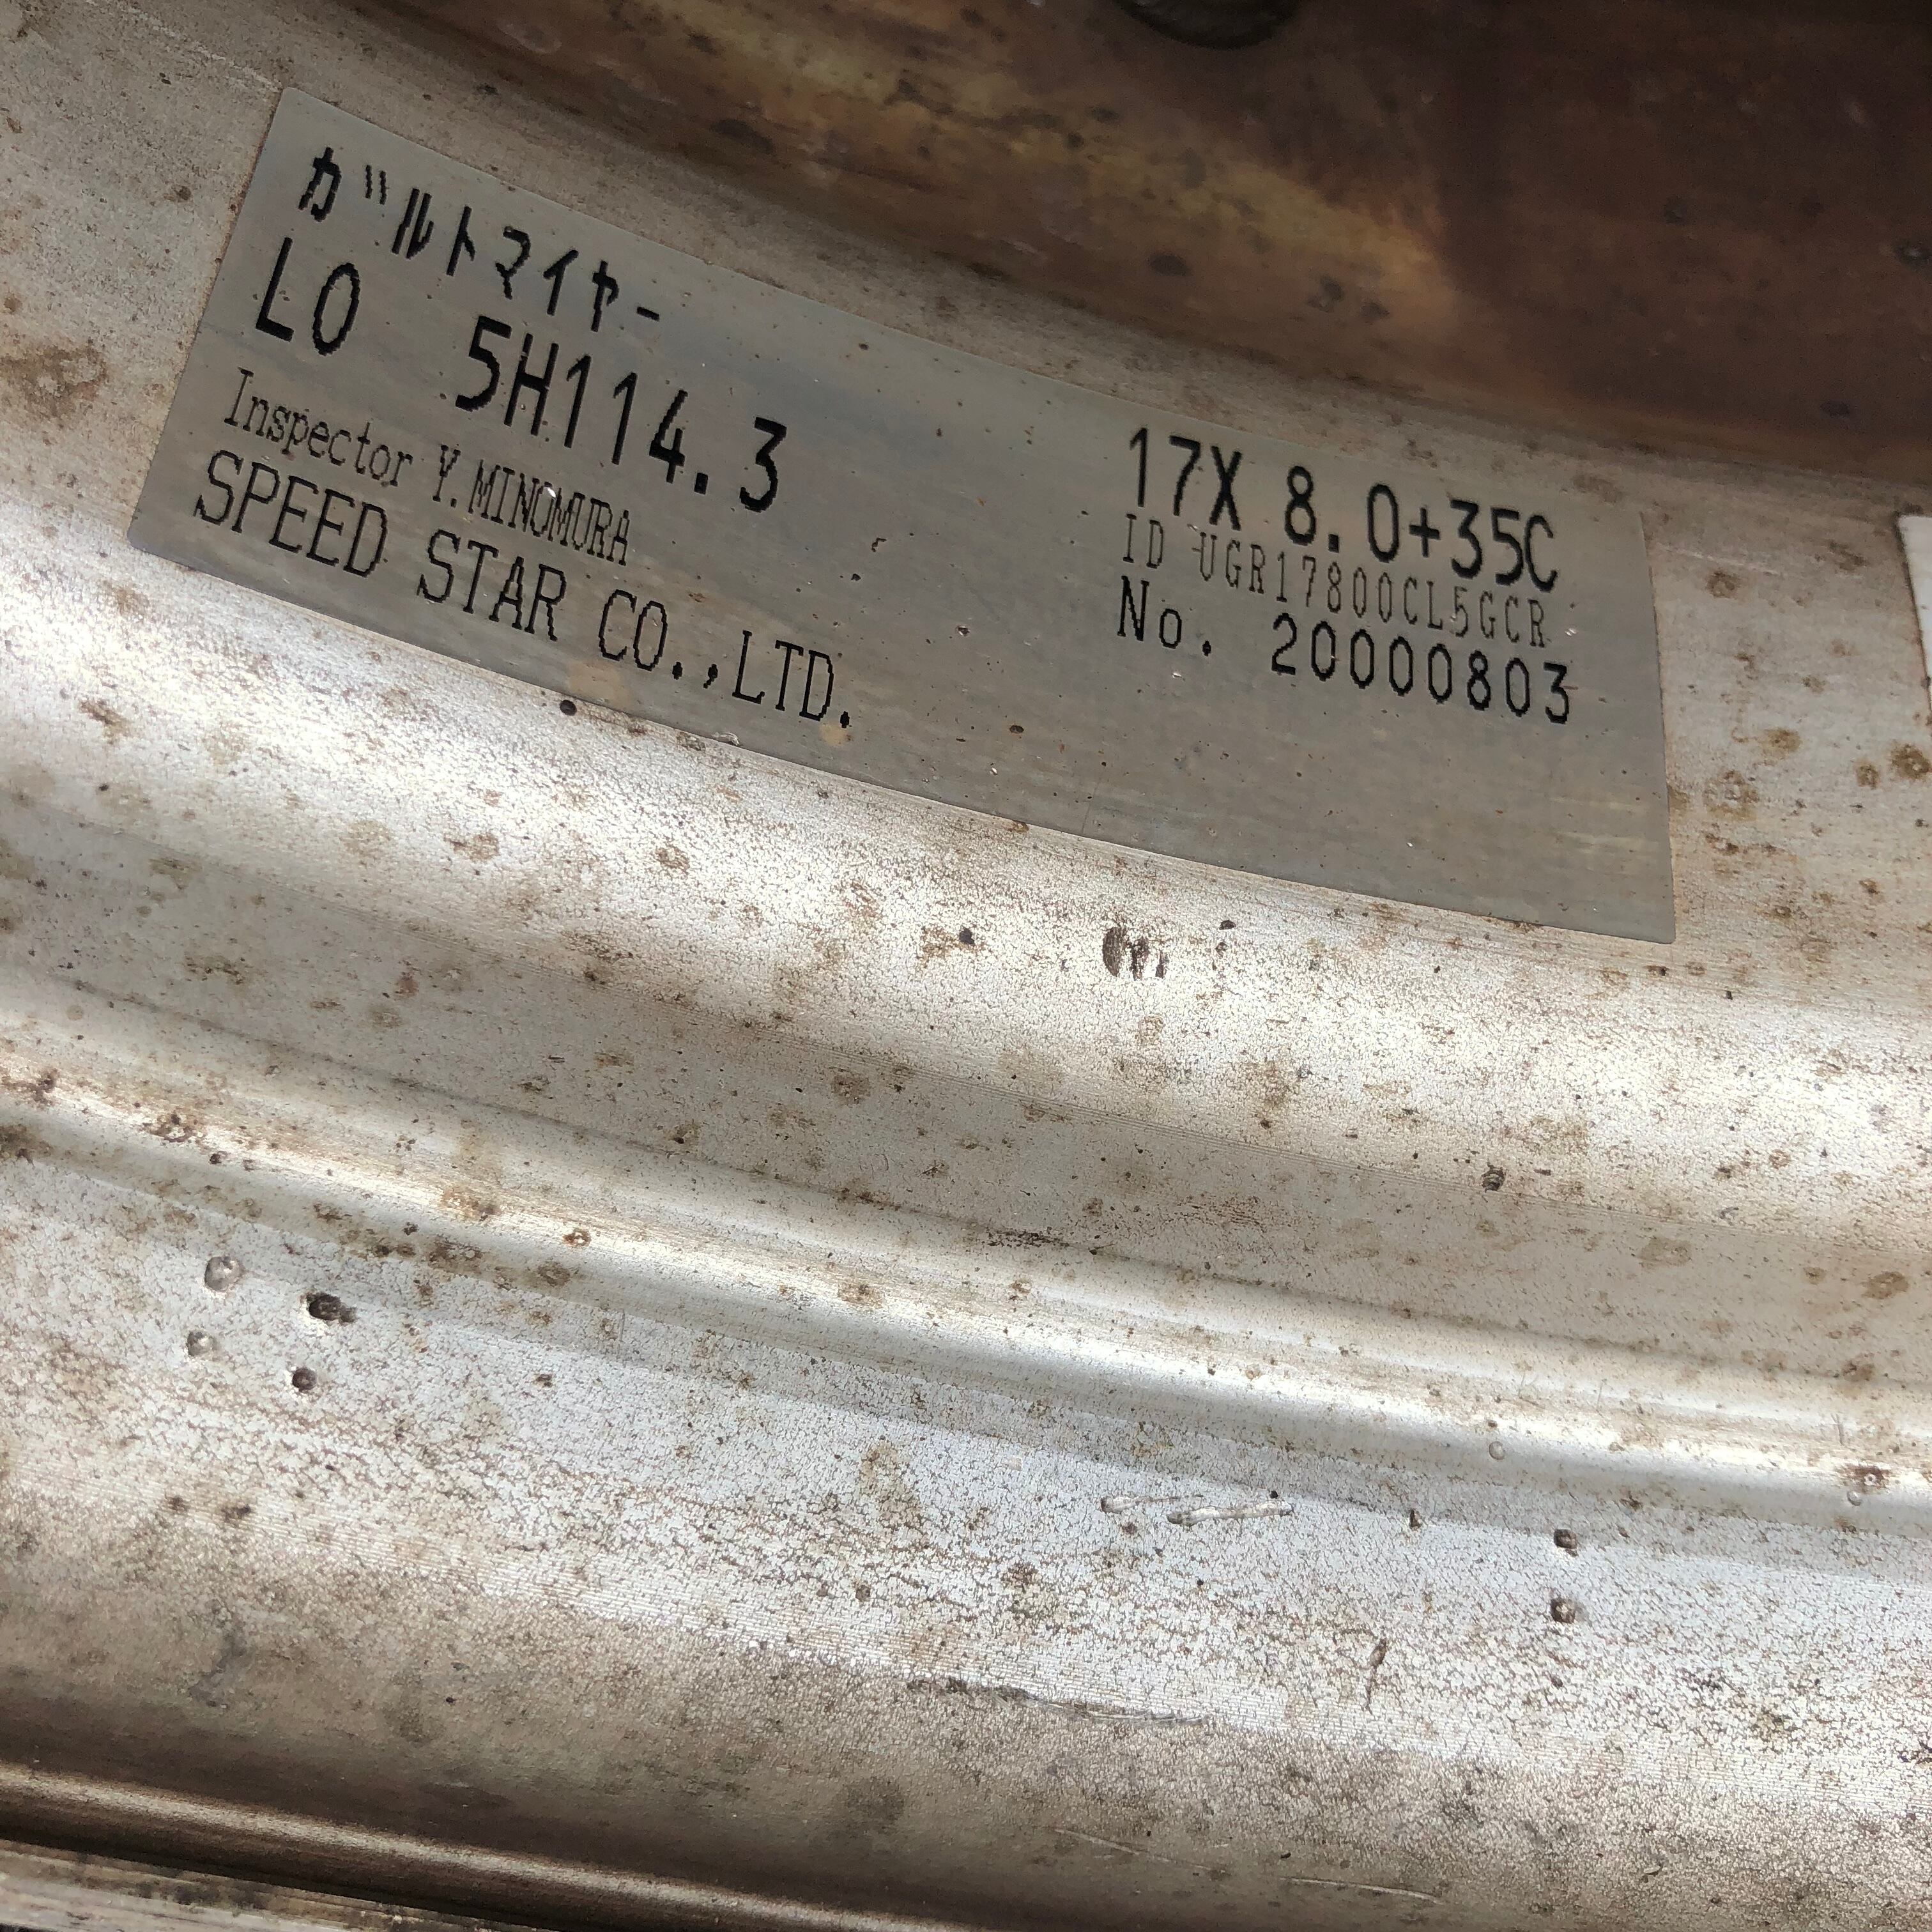 ガルトマイヤー
LO 5H114.3 17X 8.0+35C
Inspector Y.MINOMURA ID UGR17800CL5GCR
SPEED STAR CO.,LTD. No. 20000803